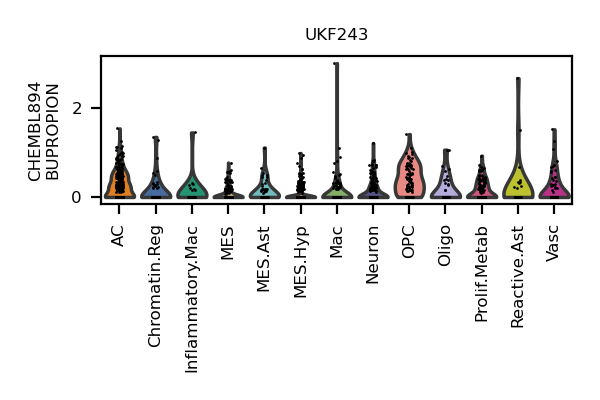 UKF243
CHEMBL894
BUPROPION
2
0
AC
Chromatin.Reg
Inflammatory.Mac
MES
MES.Ast
MES.Hyp
Mac
Neuron
OPC
Oligo
Prolif.Metab
Reactive.Ast
Vasc